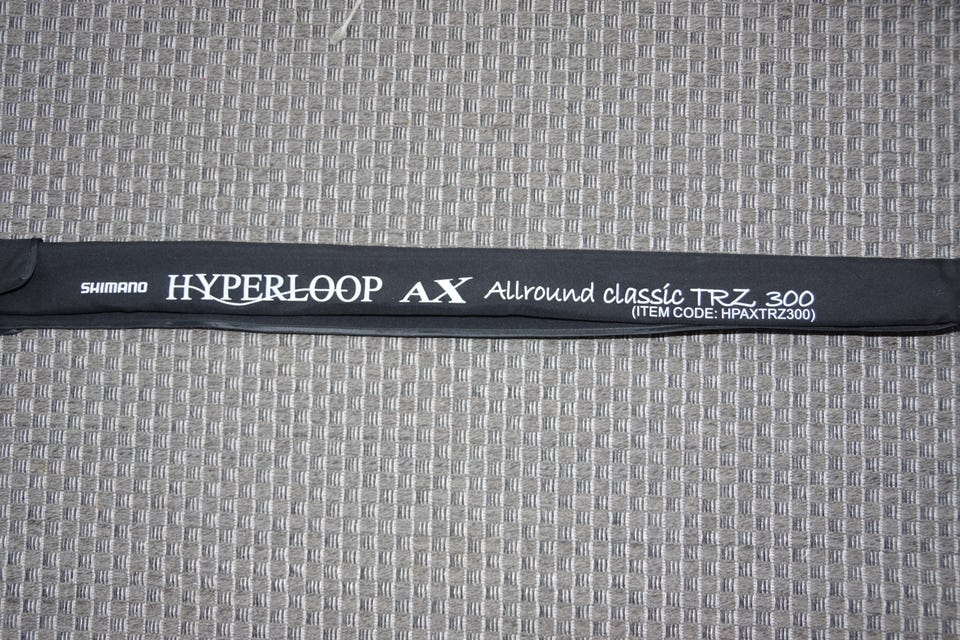 SHIMANO HYPERLOOP AX Allround classic TRZ 300
(ITEM CODE: HPAXTRZ300)